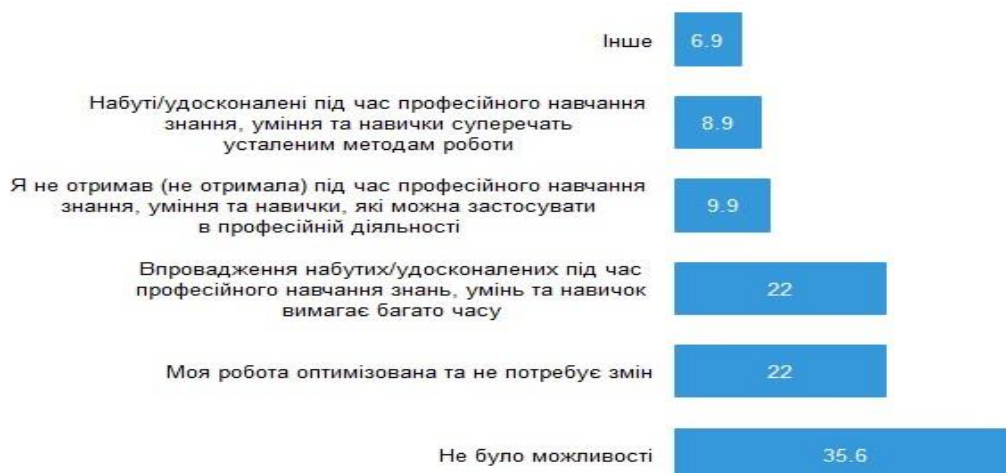 Інше 6.9
Набуті/удосконалені під час професійного навчання
знання, уміння та навички суперечать
усталеним методам роботи
8.9
Я не отримав (не отримала) під час професійного навчання
знання, уміння та навички, які можна застосувати
в професійній діяльності
9.9
Впровадження набутих/удосконалених під час
професійного навчання знань, умінь та навичок
вимагає багато часу
22
Моя робота оптимізована та не потребує змін 22
Не було можливості 35.6